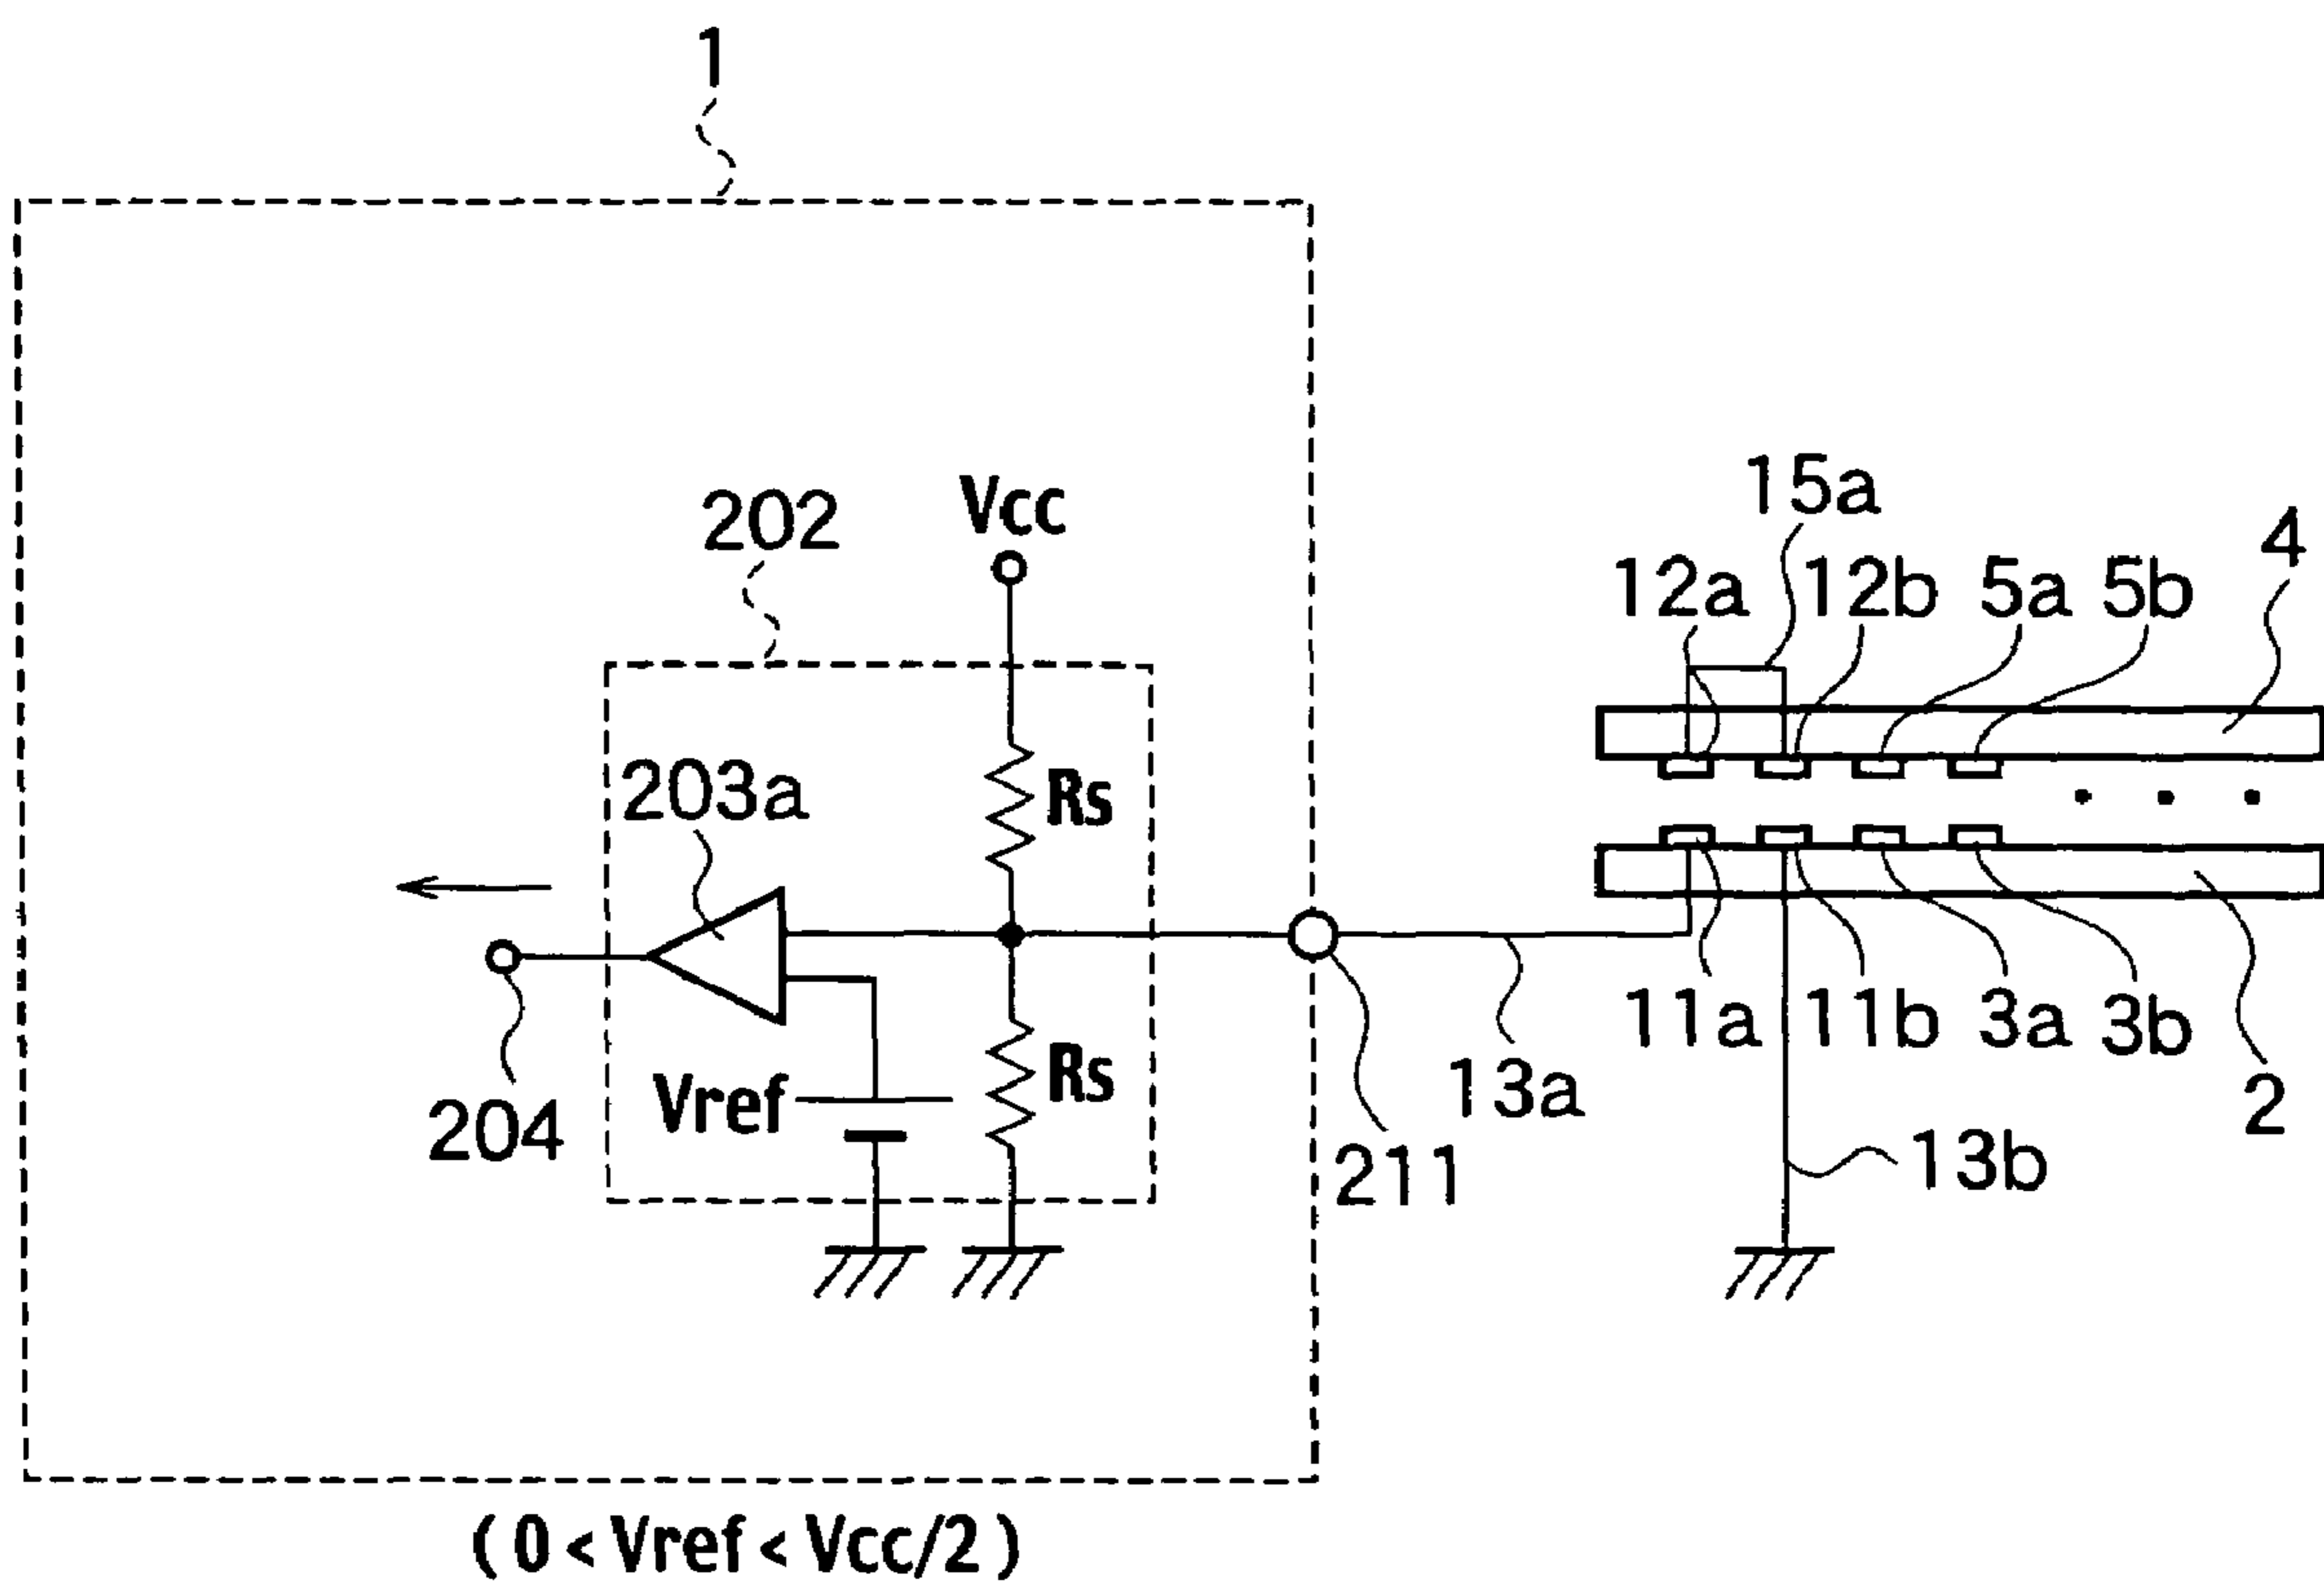 1
15a
4
202
Vcc
12a 12b 5a 5b
203a
Rs
11a 11b 3a 3b
Rs
13a
Vref
2
204
13b
211
( 0 < Vref < Vcc/2 )